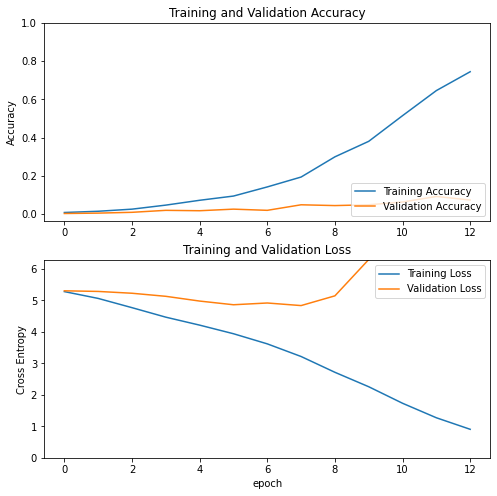 Training and Validation Accuracy
1.0
0.8
0.6
0.4
0.2
0.0
Accuracy
Training Accuracy
Validation Accuracy
0 2 4 6 8 10 12
Training and Validation Loss
6
5
4
3
2
1
0
Cross Entropy
Training Loss
Validation Loss
0 2 4 6 8 10 12
epoch